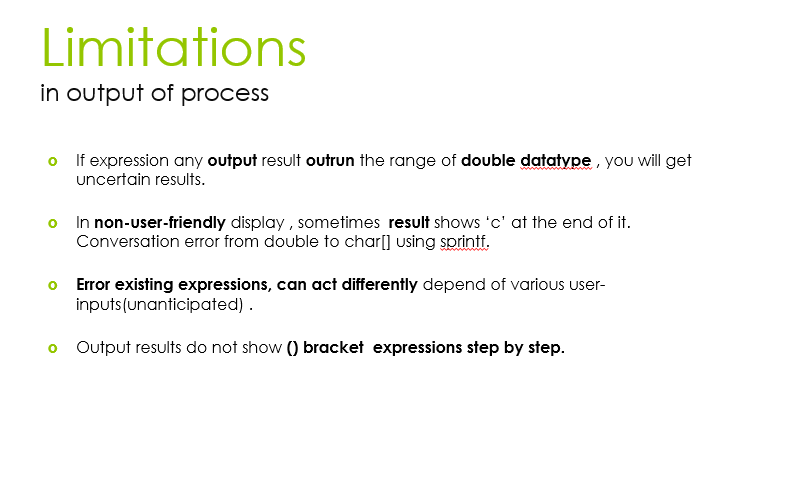 Limitations
in output of process
o If expression any output result outrun the range of double datatype , you will get
uncertain results.
o In non-user-friendly display , sometimes  result shows ‘c’ at the end of it.
Conversation error from double to char[] using sprintf.
o Error existing expressions, can act differently depend of various user-
inputs(unanticipated) .
o Output results do not show () bracket  expressions step by step.